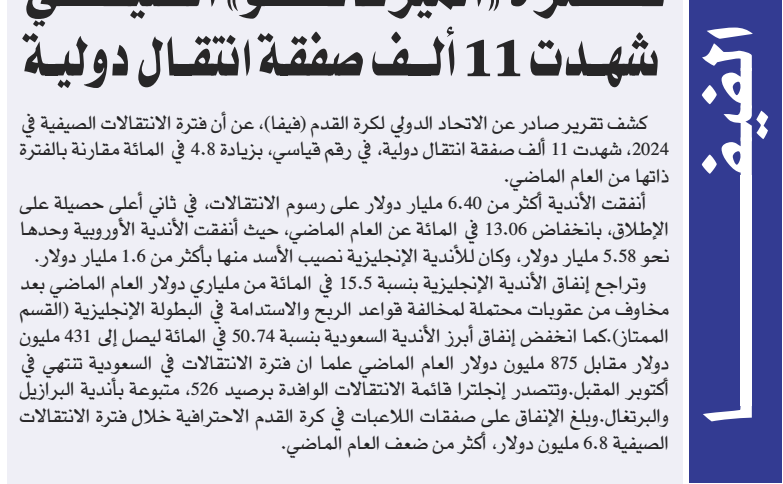 شهدت 11 ألف صفقة انتقال دولية
كشف تقرير صادر عن الاتحاد الدولي لكرة القدم (فيفا)، عن أن فترة الانتقالات الصيفية في
2024، شهدت 11 ألف صفقة انتقال دولية، في رقم قياسي، بزيادة 4.8 في المائة مقارنة بالفترة
ذاتها من العام الماضي.
أنفقت الأندية أكثر من 6.40 مليار دولار على رسوم الانتقالات، في ثاني أعلى حصيلة على
الإطلاق، بانخفاض 13.06 في المائة عن العام الماضي، حيث أنفقت الأندية الأوروبية وحدها
نحو 5.58 مليار دولار، وكان للأندية الإنجليزية نصيب الأسد منها بأكثر من 1.6 مليار دولار.
وتراجع إنفاق الأندية الإنجليزية بنسبة 15.5 في المائة من ملياري دولار العام الماضي بعد
مخاوف من عقوبات محتملة لمخالفة قواعد الربح والاستدامة في البطولة الإنجليزية (القسم
الممتاز).كما انخفض إنفاق أبرز الأندية السعودية بنسبة 50.74 في المائة ليصل إلى 431 مليون
دولار مقابل 875 مليون دولار العام الماضي علما ان فترة الانتقالات في السعودية تنتهي في
أكتوبر المقبل.وتتصدر إنجلترا قائمة الانتقالات الوافدة برصيد 526، متبوعة بأندية البرازيل
والبرتغال.وبلغ الإنفاق على صفقات اللاعبات في كرة القدم الاحترافية خلال فترة الانتقالات
الصيفية 6.8 مليون دولار، أكثر من ضعف العام الماضي.
الفيفا